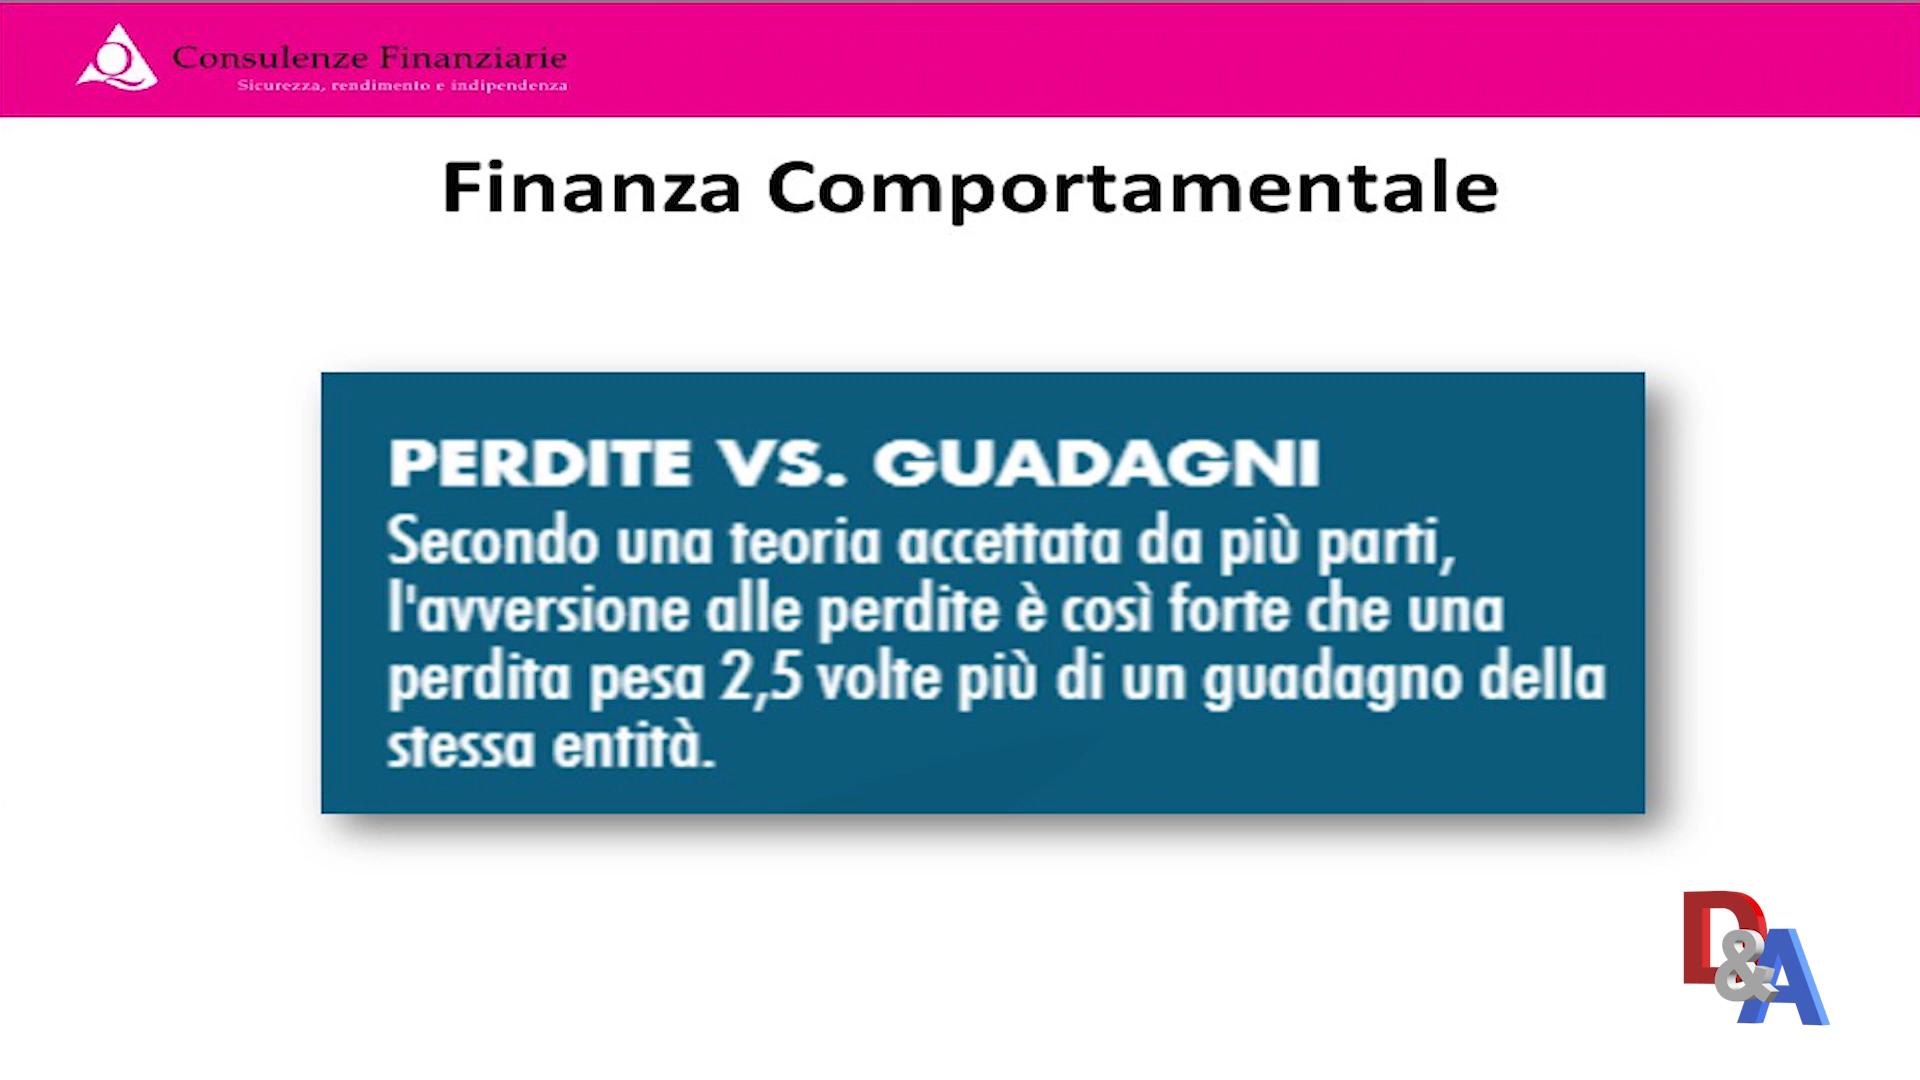 Consulenze Finanziarie
Sicurezza, rendimento e indipendenza
Finanza Comportamentale
PERDITE VS. GUADAGNI
Secondo una teoria accettata da più parti,
l'avversione alle perdite è così forte che una
perdita pesa 2,5 volte più di un guadagno della
stessa entità.
D&A